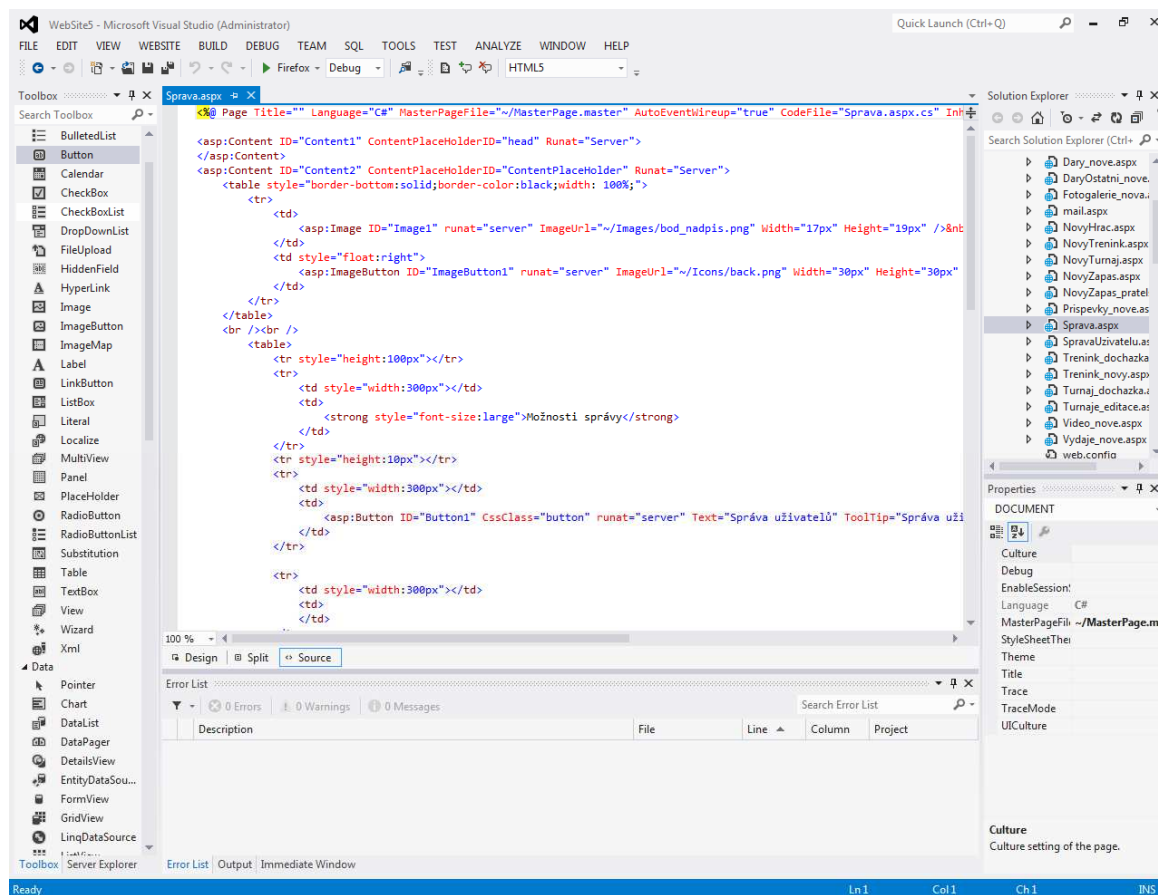 WebSite5 - Microsoft Visual Studio (Administrator)
Quick Launch (Ctrl+Q)
FILE EDIT VIEW WEBSITE BUILD DEBUG TEAM SQL TOOLS TEST ANALYZE WINDOW HELP
Firefox Debug HTML5
Toolbox
Search Toolbox
BulletedList
Button
Calendar
CheckBox
CheckBoxList
DropDownList
FileUpload
HiddenField
HyperLink
Image
ImageButton
ImageMap
Label
LinkButton
ListBox
Literal
Localize
MultiView
Panel
PlaceHolder
RadioButton
RadioButtonList
Substitution
Table
TextBox
View
Wizard
Xml
Data
Pointer
Chart
DataList
DataPager
DetailsView
EntityDataSou...
FormView
GridView
LinqDataSource
Toolbox Server Explorer
Sprava.aspx
<%@ Page Title="" Language="C#" MasterPageFile="~/MasterPage.master" AutoEventWireup="true" CodeFile="Sprava.aspx.cs" Inh
<asp:Content ID="Content1" ContentPlaceHolderID="head" Runat="Server">
</asp:Content>
<asp:Content ID="Content2" ContentPlaceHolderID="ContentPlaceHolder" Runat="Server">
<table style="border-bottom:solid;border-color:black;width: 100%;">
<tr>
<td>
<asp:Image ID="Image1" runat="server" ImageUrl="~/Images/bod_nadpis.png" Width="17px" Height="19px" />&nb
</td>
<td style="float:right">
<asp:ImageButton ID="ImageButton1" runat="server" ImageUrl="~/Icons/back.png" Width="30px" Height="30px"
</td>
</tr>
</table>
<br /><br />
<table>
<tr style="height:100px"></tr>
<tr>
<td style="width:300px"></td>
<td>
<strong style="font-size:large">Možnosti správy</strong>
</td>
</tr>
<tr style="height:10px"></tr>
<tr>
<td style="width:300px"></td>
<td>
<asp:Button ID="Button1" CssClass="button" runat="server" Text="Správa uživatelů" ToolTip="Správa uži
</td>
</tr>
<tr>
<td style="width:300px"></td>
<td>
</td>
100 %
Design Split Source
Error List
0 Errors 0 Warnings 0 Messages
Search Error List
Description File Line Column Project
Error List Output Immediate Window
Solution Explorer
Search Solution Explorer (Ctrl+
Dary_nove.aspx
DaryOstatni_nove.
Fotogalerie_nova.
mail.aspx
NovyHrac.aspx
NovyTrenink.aspx
NovyTurnaj.aspx
NovyZapas.aspx
NovyZapas_pratel
Prispevky_nove.as
Sprava.aspx
SpravaUzivatelu.as
Trenink_dochazka
Trenink_novy.aspx
Turnaj_dochazka.a
Turnaje_editace.as
Video_nove.aspx
Vydaje_nove.aspx
web.config
Properties
DOCUMENT
Culture
Debug
EnableSession
Language C#
MasterPageFil ~/MasterPage.m
StyleSheetThe
Theme
Title
Trace
TraceMode
UICulture
Culture
Culture setting of the page.
Ready Ln 1 Col 1 Ch 1 INS